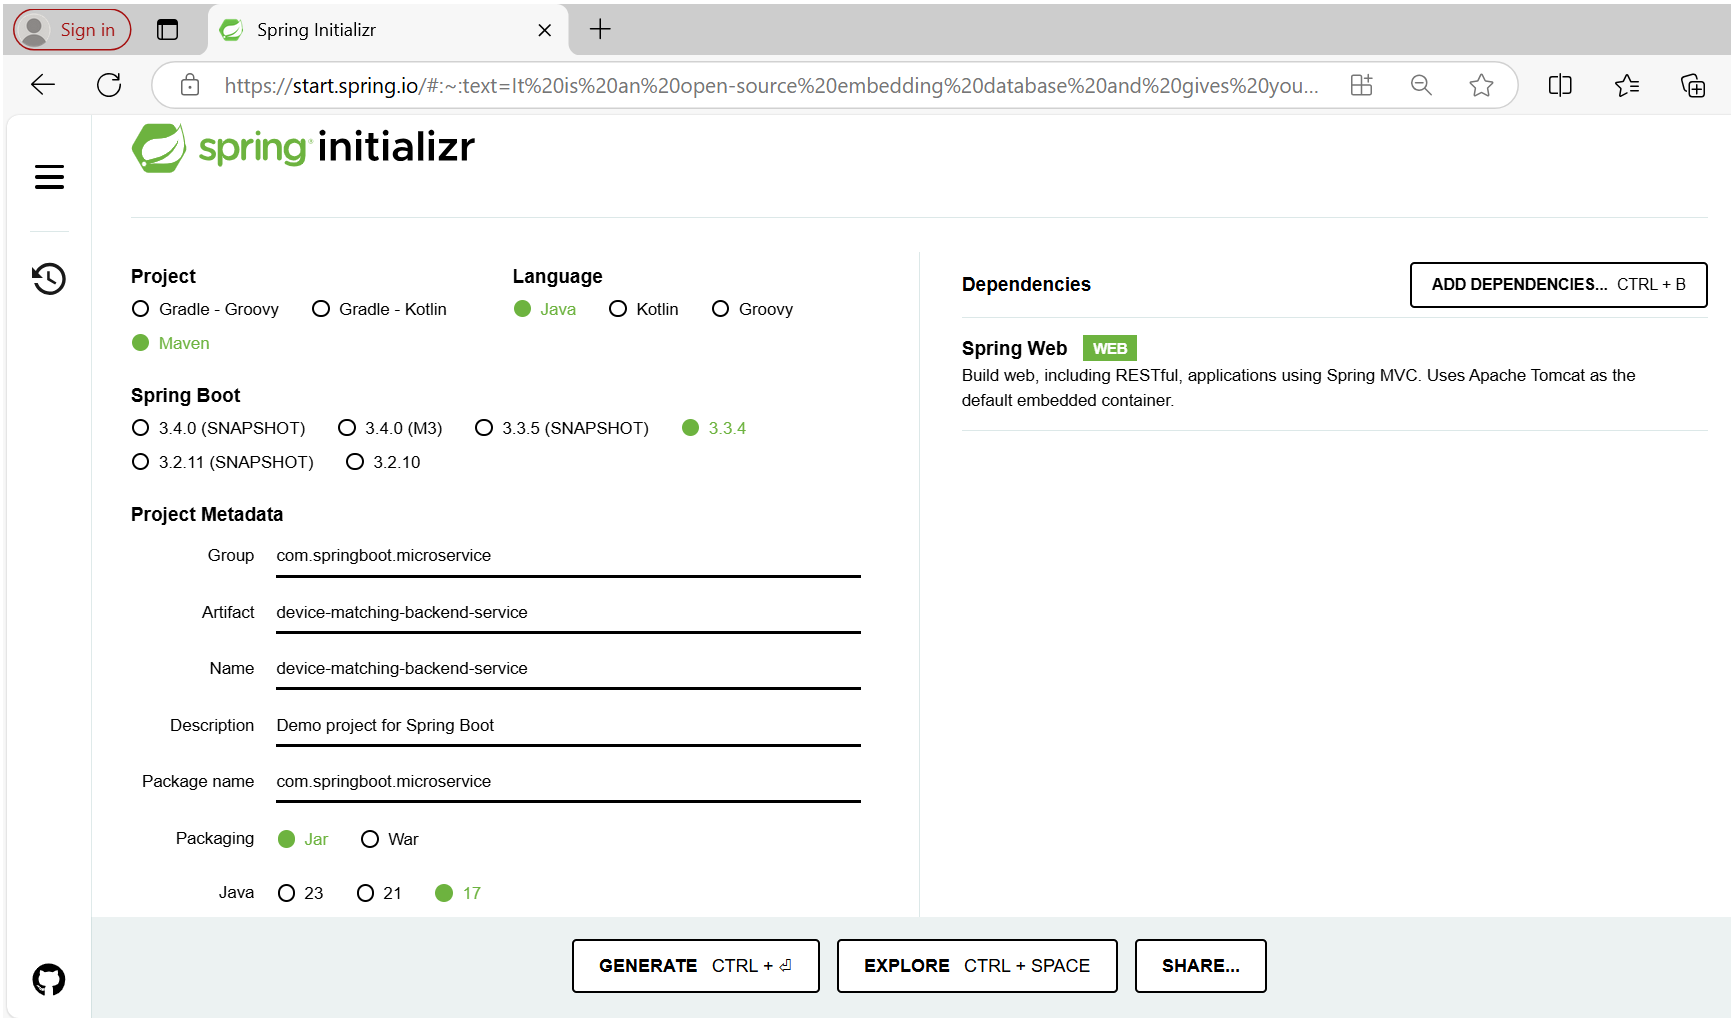 Sign in
Spring Initializr
https://start.spring.io/#:~:text=It%20is%20an%20open-source%20embedding%20database%20and%20gives%20you...
spring initializr
Project
Gradle - Groovy
Gradle - Kotlin
Maven
Language
Java
Kotlin
Groovy
Spring Boot
3.4.0 (SNAPSHOT)
3.4.0 (M3)
3.3.5 (SNAPSHOT)
3.3.4
3.2.11 (SNAPSHOT)
3.2.10
Project Metadata
Group com.springboot.microservice
Artifact device-matching-backend-service
Name device-matching-backend-service
Description Demo project for Spring Boot
Package name com.springboot.microservice
Packaging Jar War
Java 23 21 17
Dependencies
ADD DEPENDENCIES... CTRL + B
Spring Web WEB
Build web, including RESTful, applications using Spring MVC. Uses Apache Tomcat as the
default embedded container.
GENERATE CTRL + ⏎
EXPLORE CTRL + SPACE
SHARE...